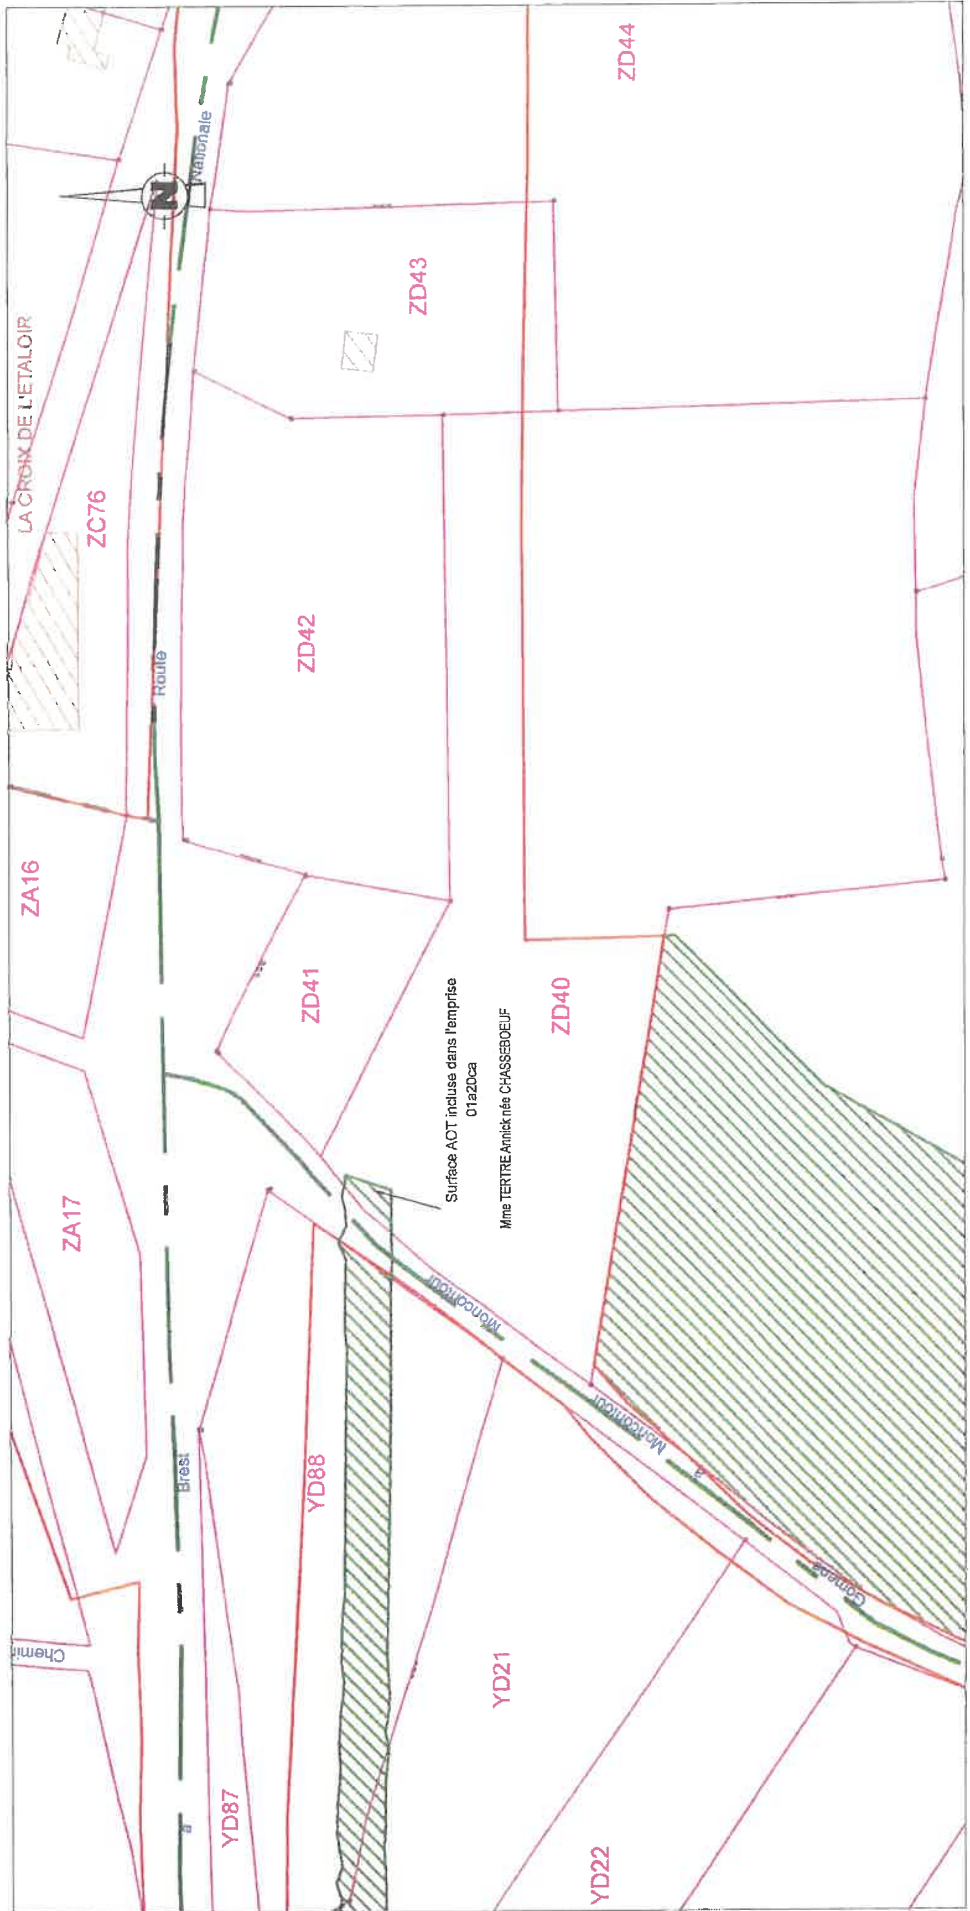 LA CROIX DE L'ETALOIR
ZC76
ZA16
ZA17
Chemin
N
Nationale
Route
Brest
à
ZD44
ZD43
ZD42
ZD41
ZD40
Surface AOT incluse dans l'emprise
01a20ca
Mme TERTRE Annick née CHASSEBOEUF
YD88
YD87
YD21
YD22
Moncontour
Moncontour
à
Gomené